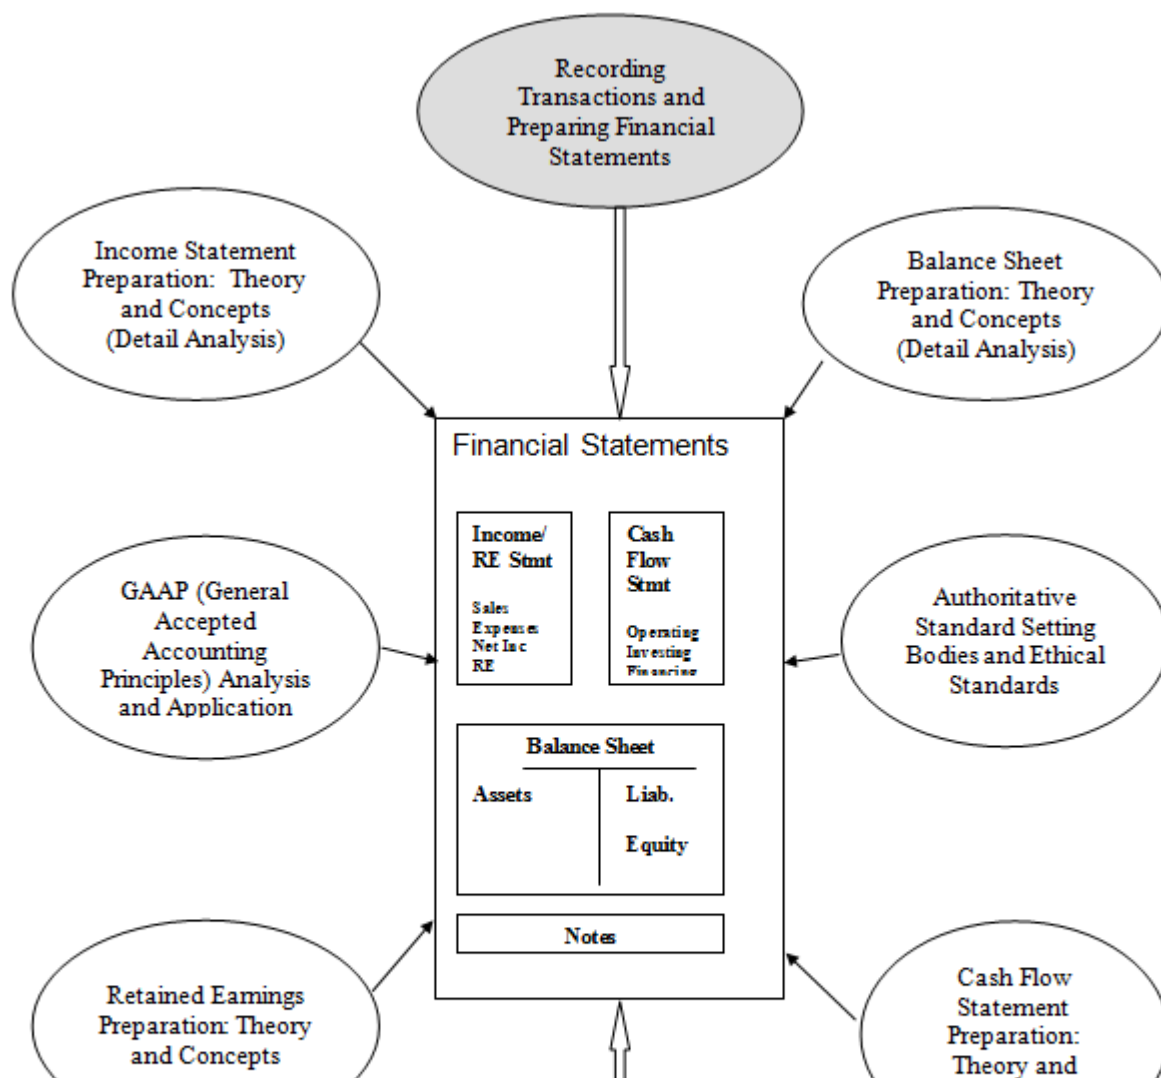 Recording
Transactions and
Preparing Financial
Statements
Income Statement
Preparation: Theory
and Concepts
(Detail Analysis)
Balance Sheet
Preparation: Theory
and Concepts
(Detail Analysis)
Financial Statements
Income/
RE Stmt
Sales
Expenses
Net Inc
RE
Cash
Flow
Stmt
Operating
Investing
Financing
GAAP (General
Accepted
Accounting
Principles) Analysis
and Application
Authoritative
Standard Setting
Bodies and Ethical
Standards
Balance Sheet
Assets
Liab.
Equity
Notes
Retained Earnings
Preparation: Theory
and Concepts
Cash Flow
Statement
Preparation:
Theory and